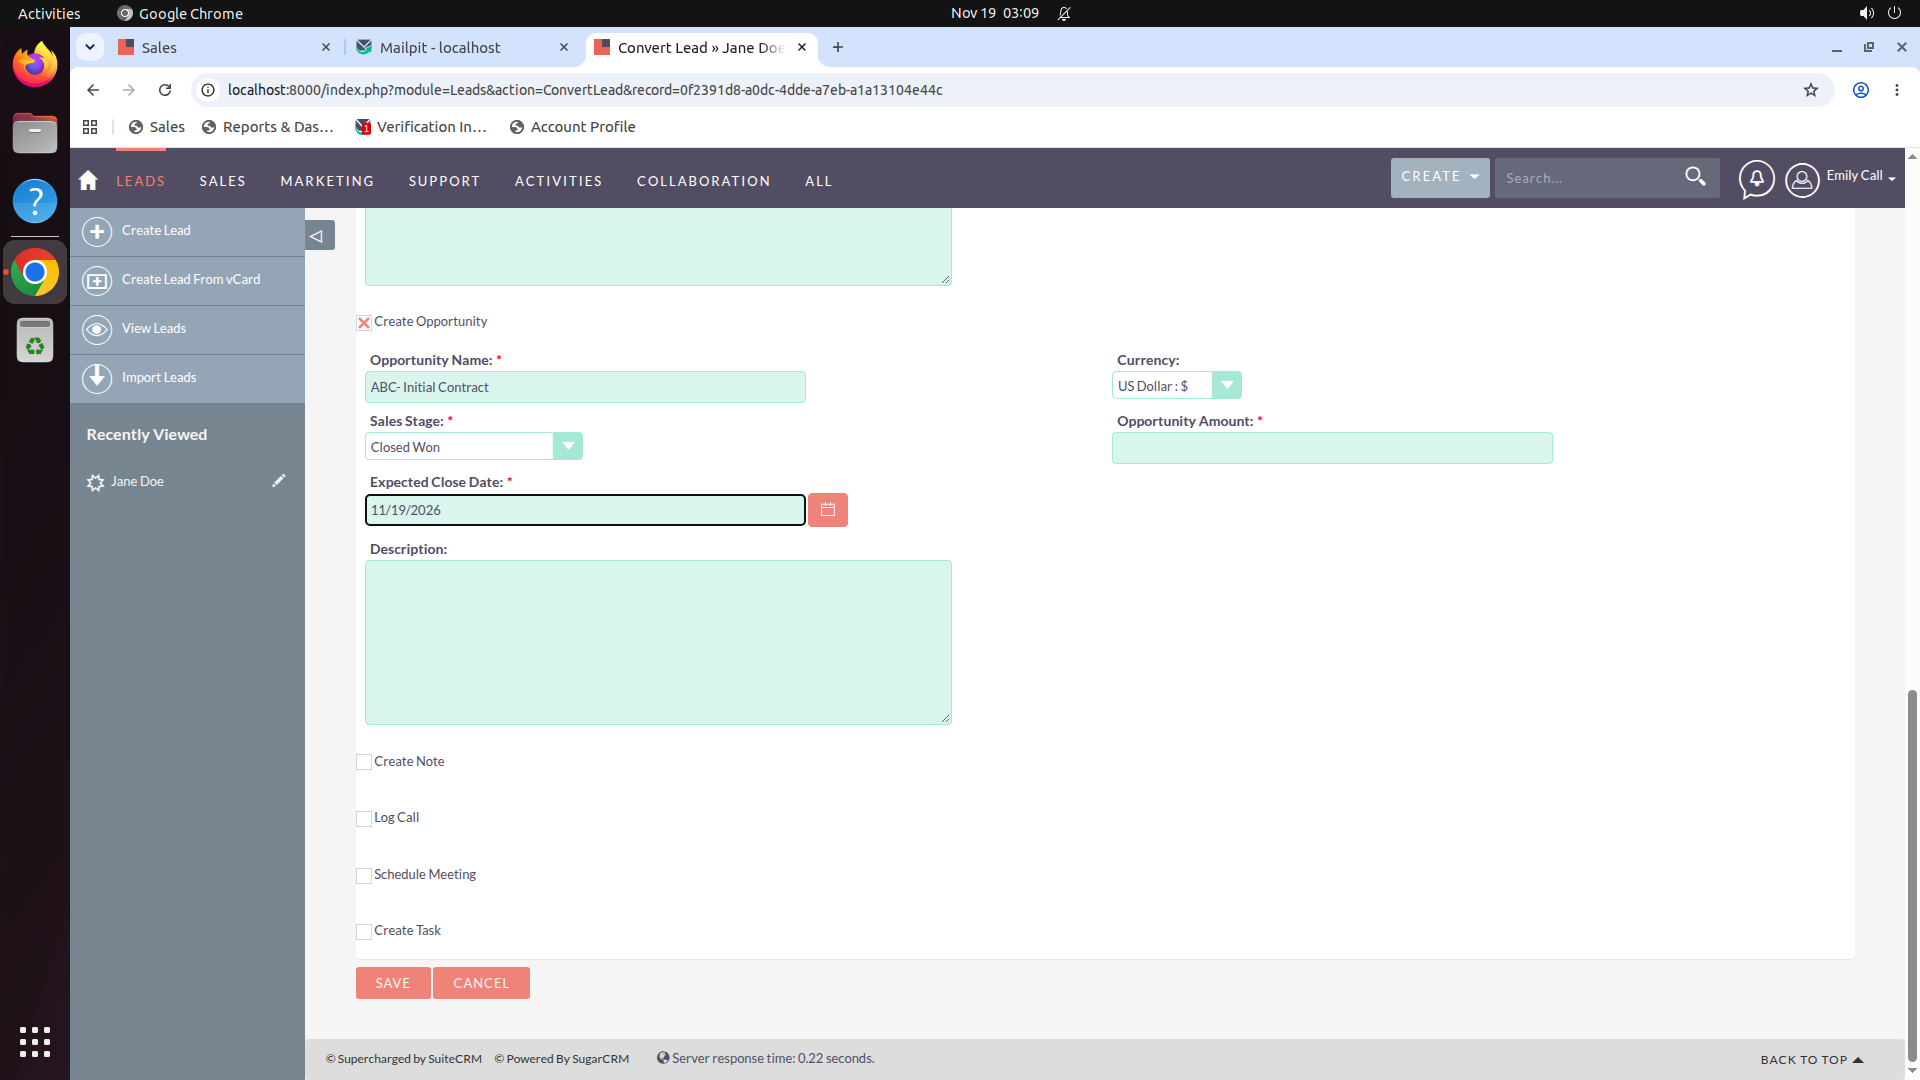 Activities
Google Chrome
Nov 19 03:09
Sales
Mailpit - localhost
Convert Lead » Jane Doe
localhost:8000/index.php?module=Leads&action=ConvertLead&record=0f2391d8-a0dc-4dde-a7eb-a1a13104e44c
Sales
Reports & Das...
1
Verification In...
Account Profile
LEADS
SALES
MARKETING
SUPPORT
ACTIVITIES
COLLABORATION
ALL
CREATE
Search...
Emily Call
Create Lead
Create Lead From vCard
View Leads
Import Leads
Recently Viewed
Jane Doe
Create Opportunity
Opportunity Name: *
Currency:
ABC- Initial Contract
US Dollar : $
Sales Stage: *
Opportunity Amount: *
Closed Won
Expected Close Date: *
11/19/2026
Description:
Create Note
Log Call
Schedule Meeting
Create Task
SAVE
CANCEL
© Supercharged by SuiteCRM
© Powered By SugarCRM
Server response time: 0.22 seconds.
BACK TO TOP